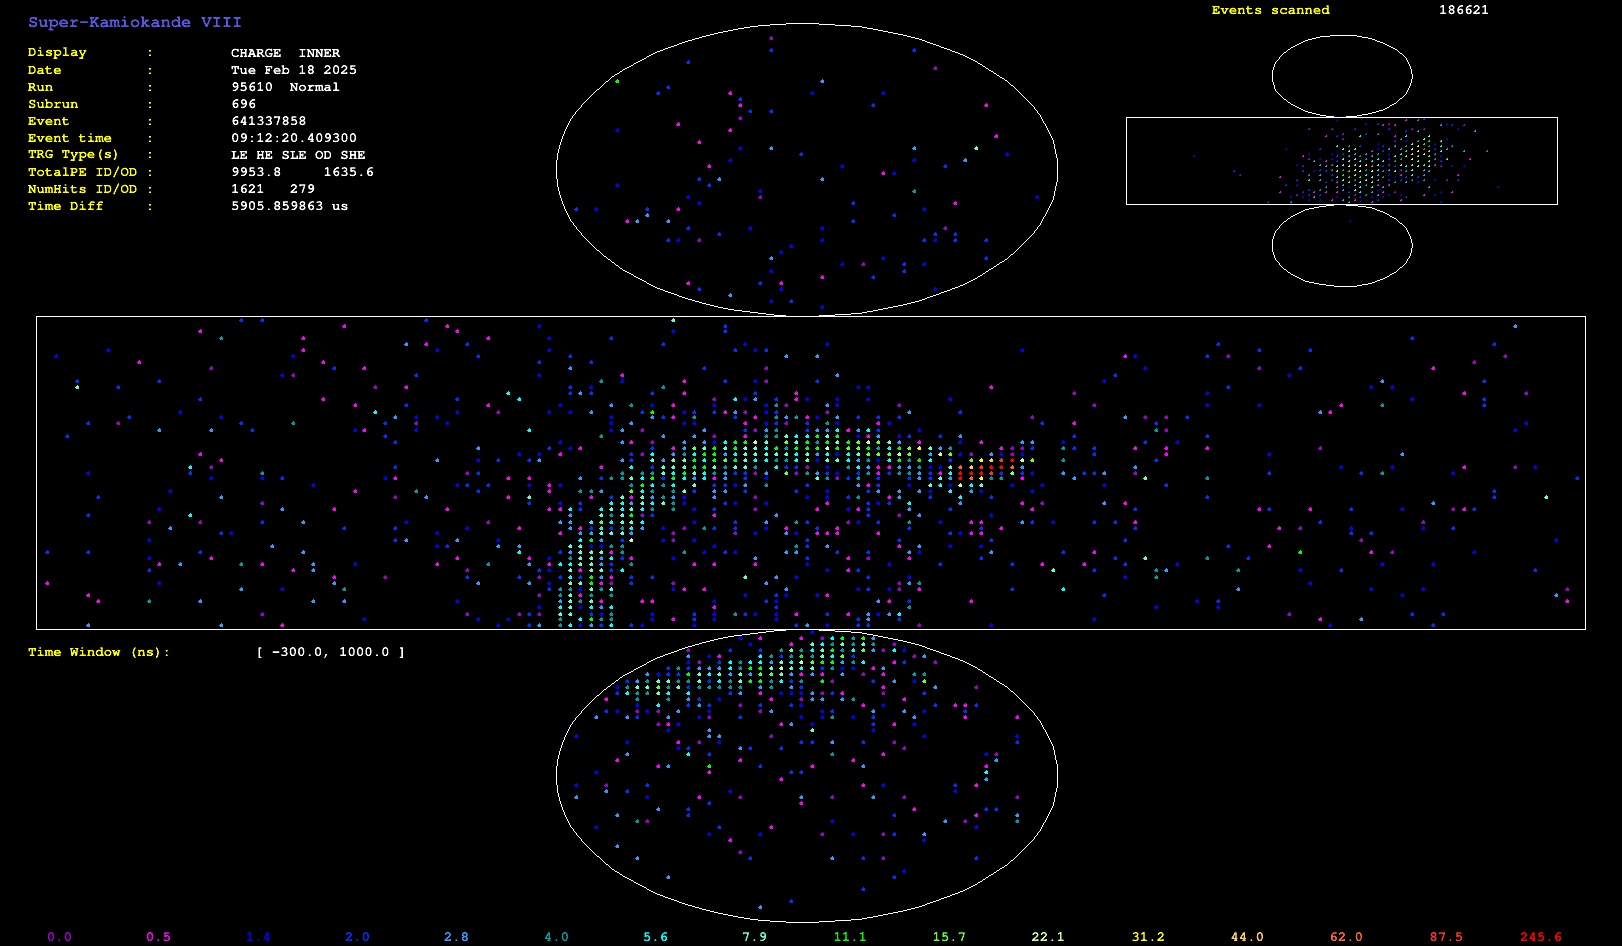 Super-Kamiokande VIII
Events scanned 186621
Display : CHARGE INNER
Date : Tue Feb 18 2025
Run : 95610 Normal
Subrun : 696
Event : 641337858
Event time : 09:12:20.409300
TRG Type(s) : LE HE SLE OD SHE
TotalPE ID/OD : 9953.8 1635.6
NumHits ID/OD : 1621 279
Time Diff : 5905.859863 us
Time Window (ns): [ -300.0, 1000.0 ]
0.0 0.5 1.4 2.0 2.8 4.0 5.6 7.9 11.1 15.7 22.1 31.2 44.0 62.0 87.5 245.6